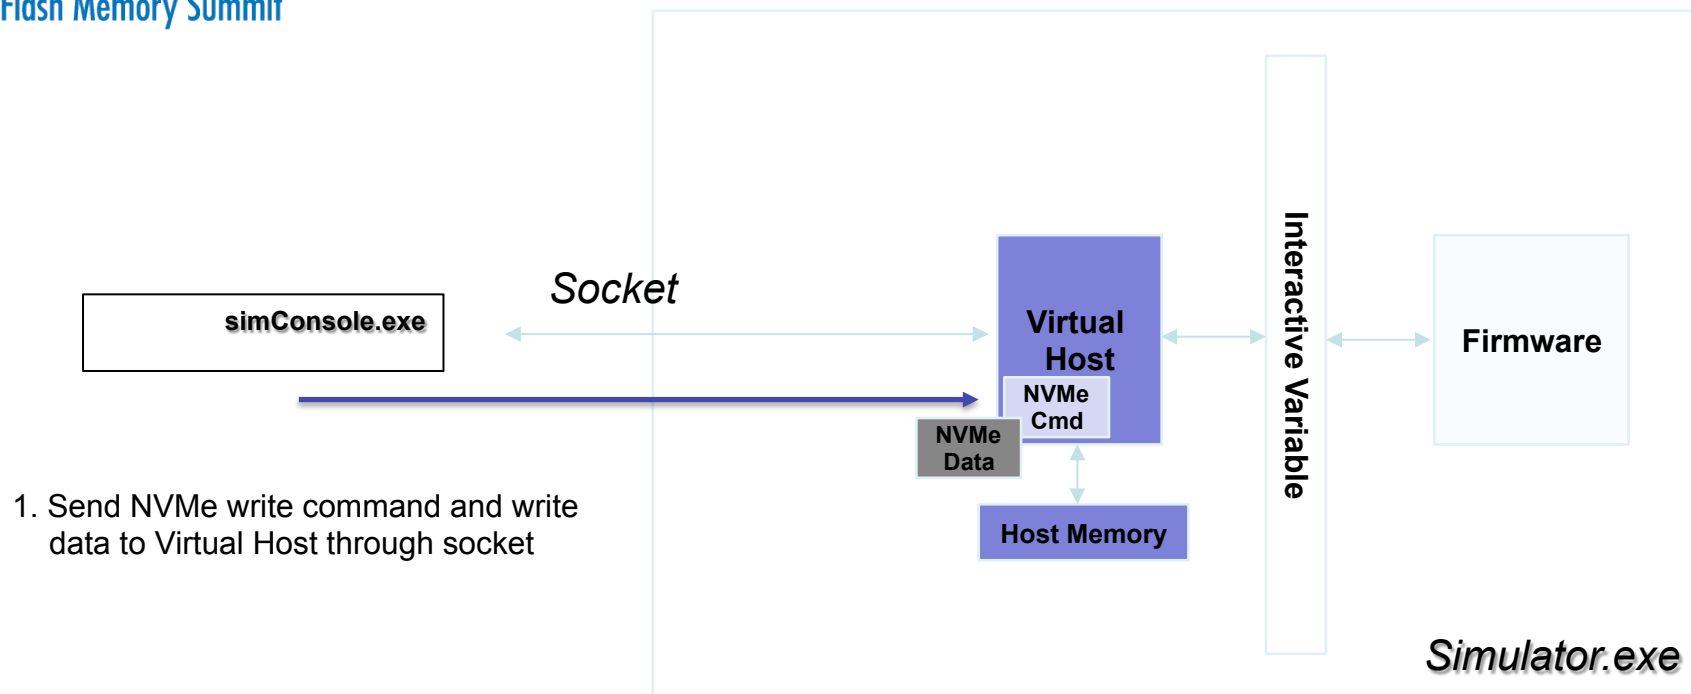 Flash Memory Summit
Socket
simConsole.exe
Virtual
Host
NVMe
Cmd
NVMe
Data
Host Memory
Interactive Variable
Firmware
1. Send NVMe write command and write
data to Virtual Host through socket
Simulator.exe